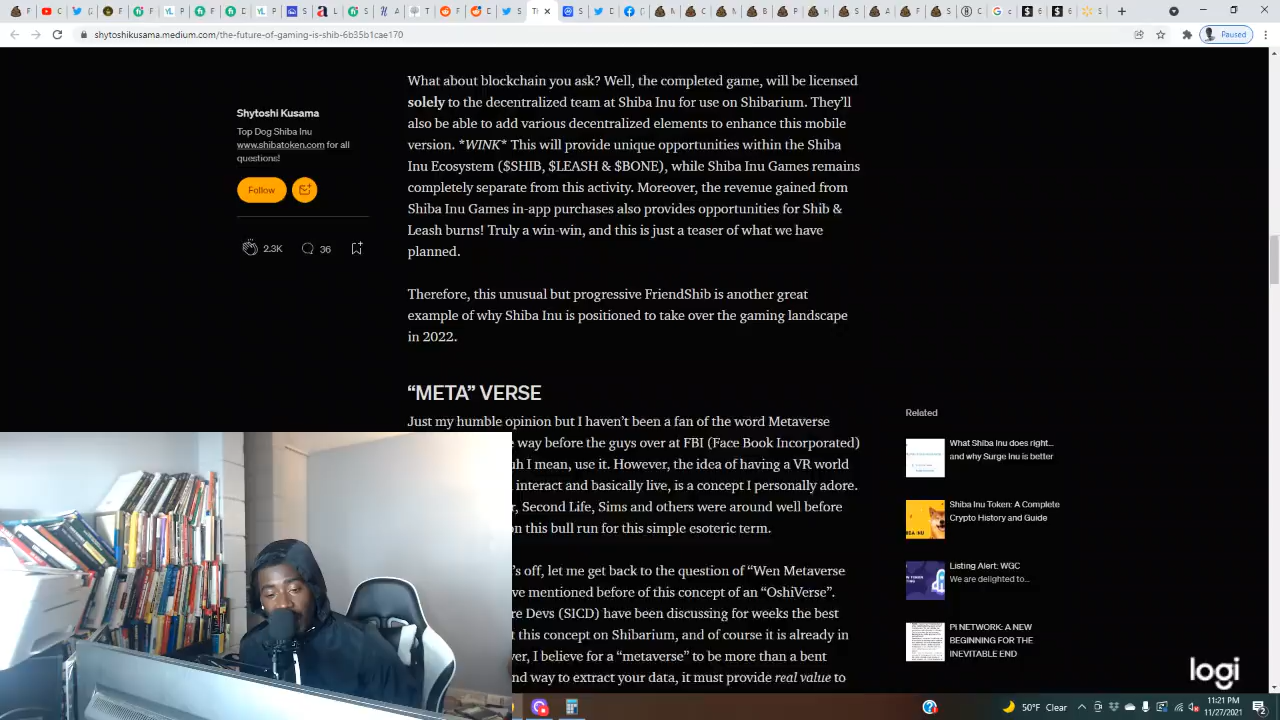 shytoshikusama.medium.com/the-future-of-gaming-is-shib-6b35b1cae170
Paused
Shytoshi Kusama
Top Dog Shiba Inu
www.shibatoken.com for all
questions!
Follow
2.3K
36
What about blockchain you ask? Well, the completed game, will be licensed
solely to the decentralized team at Shiba Inu for use on Shibarium. They’ll
also be able to add various decentralized elements to enhance this mobile
version. *WINK* This will provide unique opportunities within the Shiba
Inu Ecosystem ($SHIB, $LEASH & $BONE), while Shiba Inu Games remains
completely separate from this activity. Moreover, the revenue gained from
Shiba Inu Games in-app purchases also provides opportunities for Shib &
Leash burns! Truly a win-win, and this is just a teaser of what we have
planned.
Therefore, this unusual but progressive FriendShib is another great
example of why Shiba Inu is positioned to take over the gaming landscape
in 2022.
“META” VERSE
Just my humble opinion but I haven’t been a fan of the word Metaverse
way before the guys over at FBI (Face Book Incorporated)
I mean, use it. However, the idea of having a VR world
interact and basically live, is a concept I personally adore.
, Second Life, Sims and others were around well before
on this bull run for this simple esoteric term.
’s off, let me get back to the question of “Wen Metaverse
ve mentioned before of this concept of an “OshiVerse”.
re Devs (SICD) have been discussing for weeks the best
t this concept on Shibarium, and of course it is already in
er, I believe for a “metaverse” to be more than a bent
nd way to extract your data, it must provide real value to
Related
What Shiba Inu does right…
and why Surge Inu is better
Shiba Inu Token: A Complete
Crypto History and Guide
Listing Alert: WGC
We are delighted to…
PI NETWORK: A NEW
BEGINNING FOR THE
INEVITABLE END
logi
50°F Clear
11:21 PM
11/27/2021
2